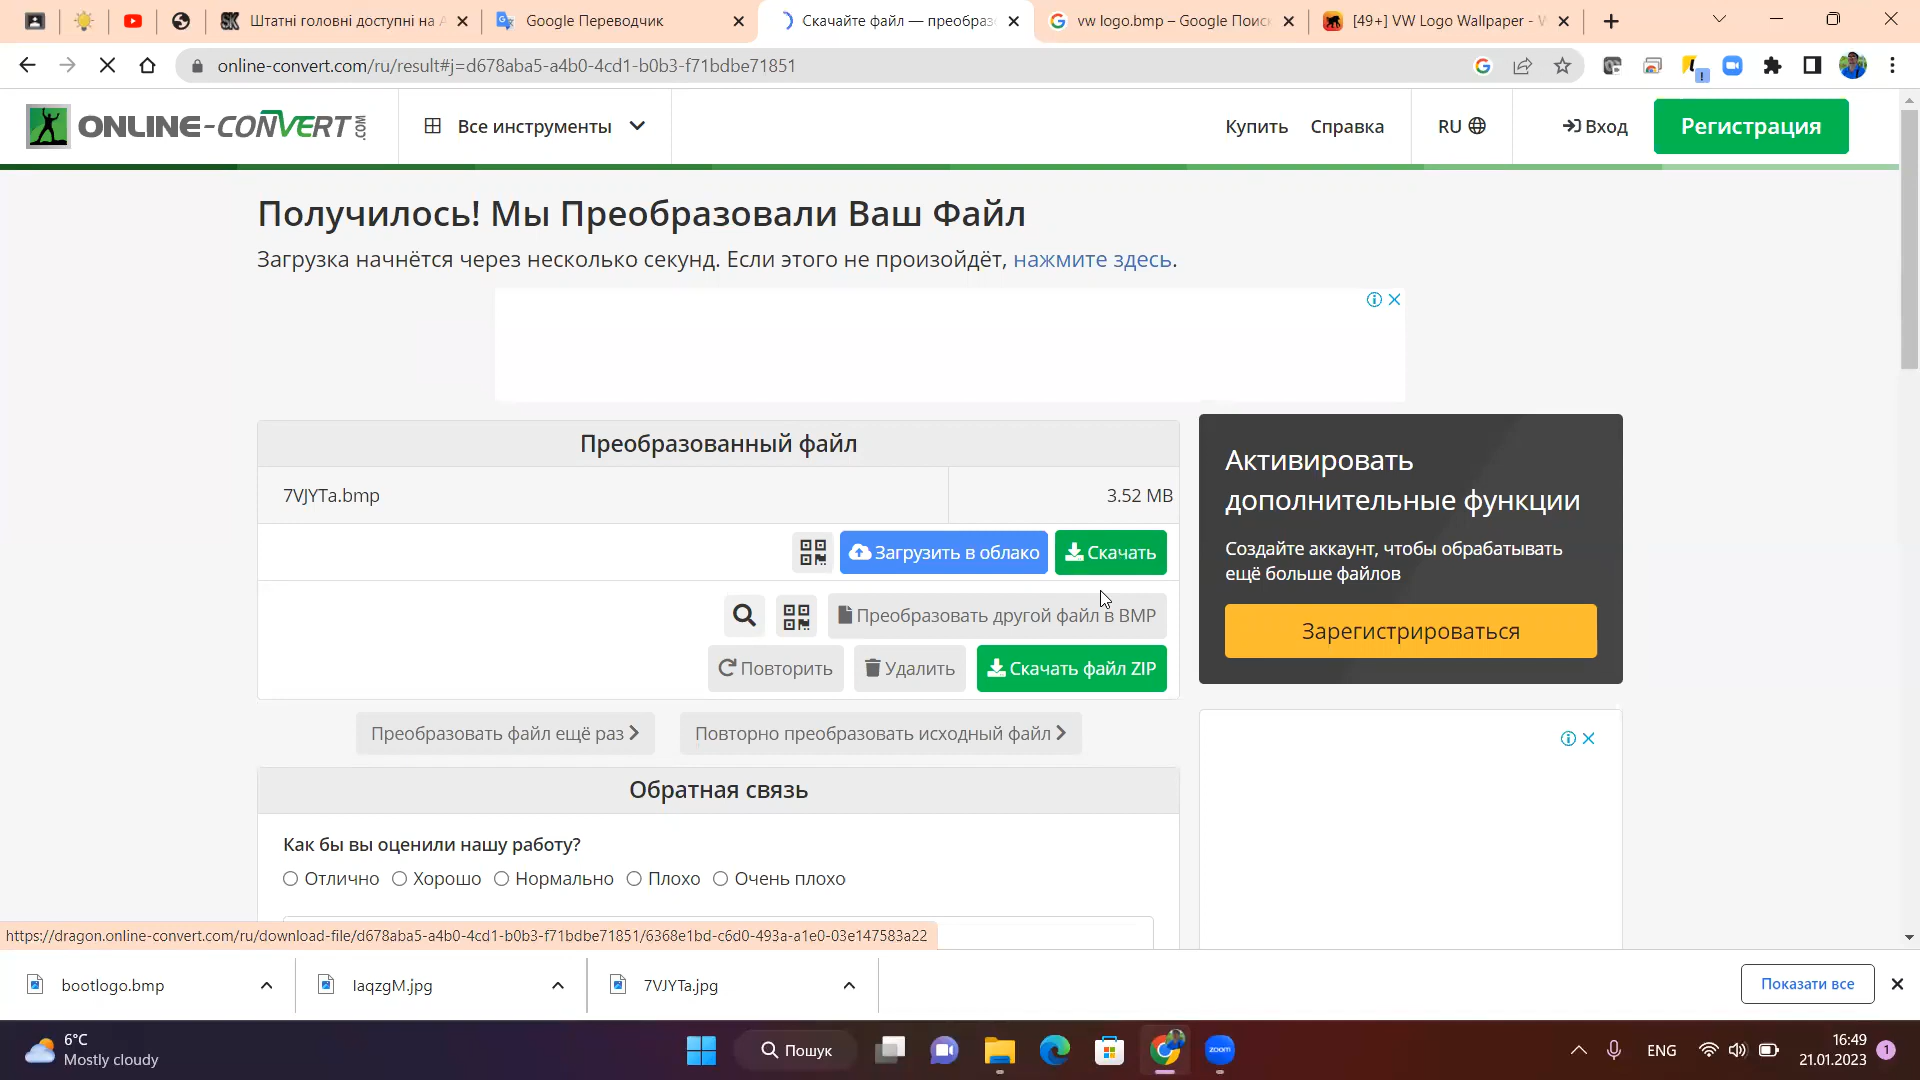 Штатні головні доступні на А
Google Переводчик
Скачайте файл — преобраз
vw logo.bmp – Google Поиск
[49+] VW Logo Wallpaper - W
online-convert.com/ru/result#j=d678aba5-a4b0-4cd1-b0b3-f71bdbe71851
ONLINE-CONVERT.COM
Все инструменты
Купить
Справка
RU
Вход
Регистрация
Получилось! Мы Преобразовали Ваш Файл
Загрузка начнётся через несколько секунд. Если этого не произойдёт, нажмите здесь.
Преобразованный файл
7VJYTa.bmp
3.52 MB
Загрузить в облако
Скачать
Преобразовать другой файл в BMP
Повторить
Удалить
Скачать файл ZIP
Преобразовать файл ещё раз
Повторно преобразовать исходный файл
Активировать
дополнительные функции
Создайте аккаунт, чтобы обрабатывать
ещё больше файлов
Зарегистрироваться
Обратная связь
Как бы вы оценили нашу работу?
Отлично
Хорошо
Нормально
Плохо
Очень плохо
https://dragon.online-convert.com/ru/download-file/d678aba5-a4b0-4cd1-b0b3-f71bdbe71851/6368e1bd-c6d0-493a-a1e0-03e147583a22
bootlogo.bmp
IaqzgM.jpg
7VJYTa.jpg
Показати все
6°C
Mostly cloudy
Пошук
zoom
ENG
16:49
21.01.2023
1